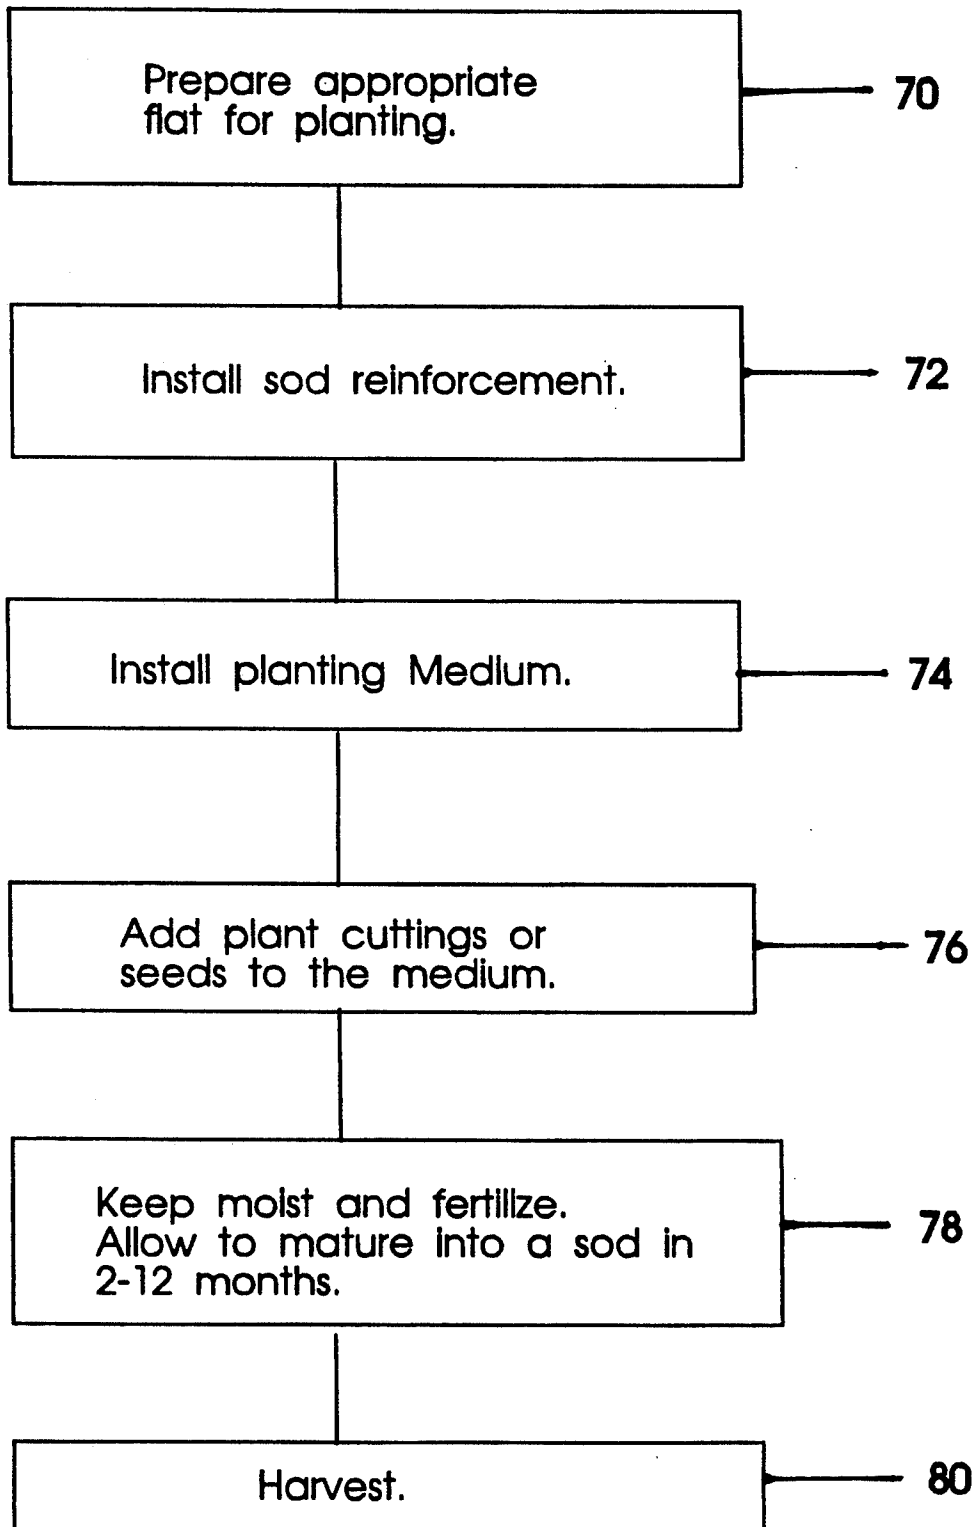 Prepare appropriate
flat for planting.
70
Install sod reinforcement.
72
Install planting Medium.
74
Add plant cuttings or
seeds to the medium.
76
Keep moist and fertilize.
Allow to mature into a sod in
2-12 months.
78
Harvest.
80